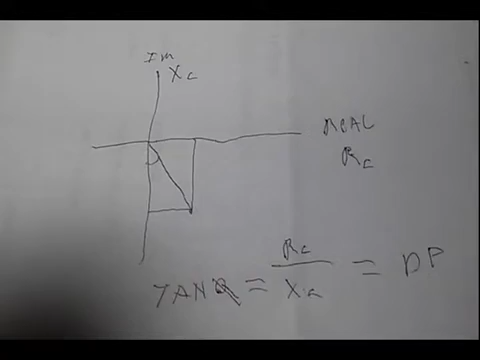 Im
Xc
REAL
Rc
Rc
TAN = = DP
Xc